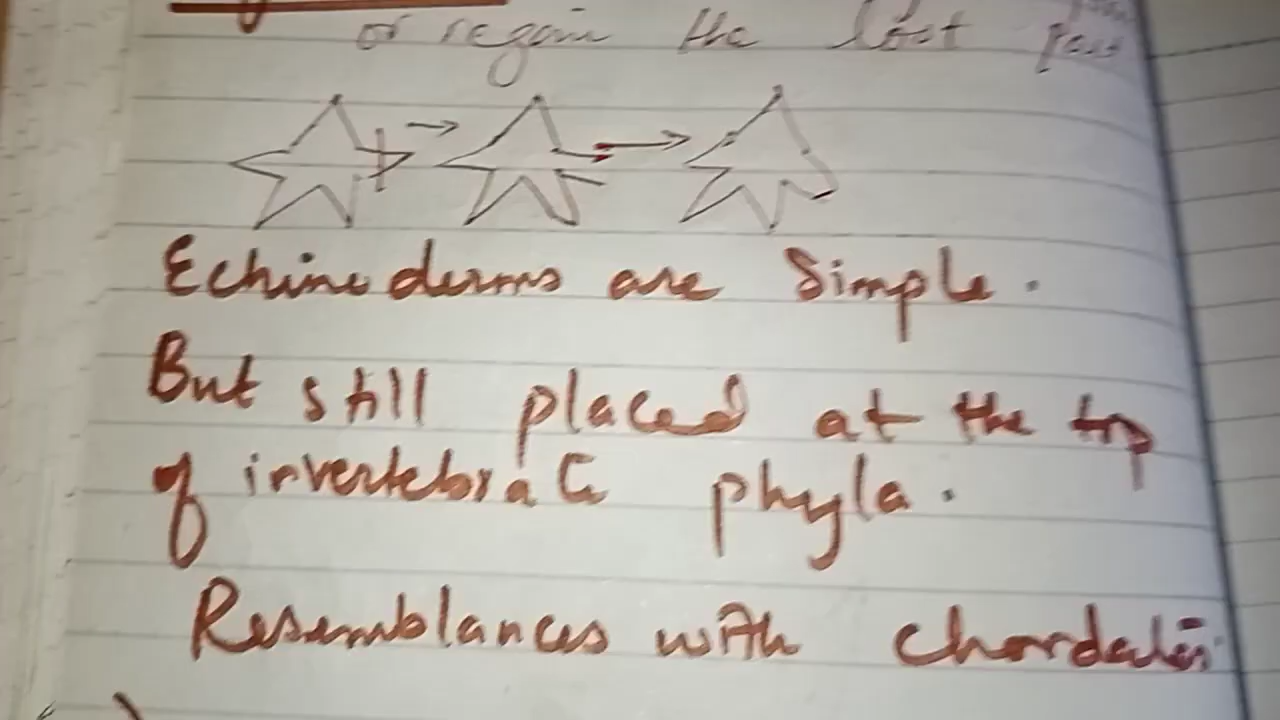 or regain the lost part
Echinoderms are Simple.
But still placed at the top
of invertebrate phyla.
Resemblances with Chordates.